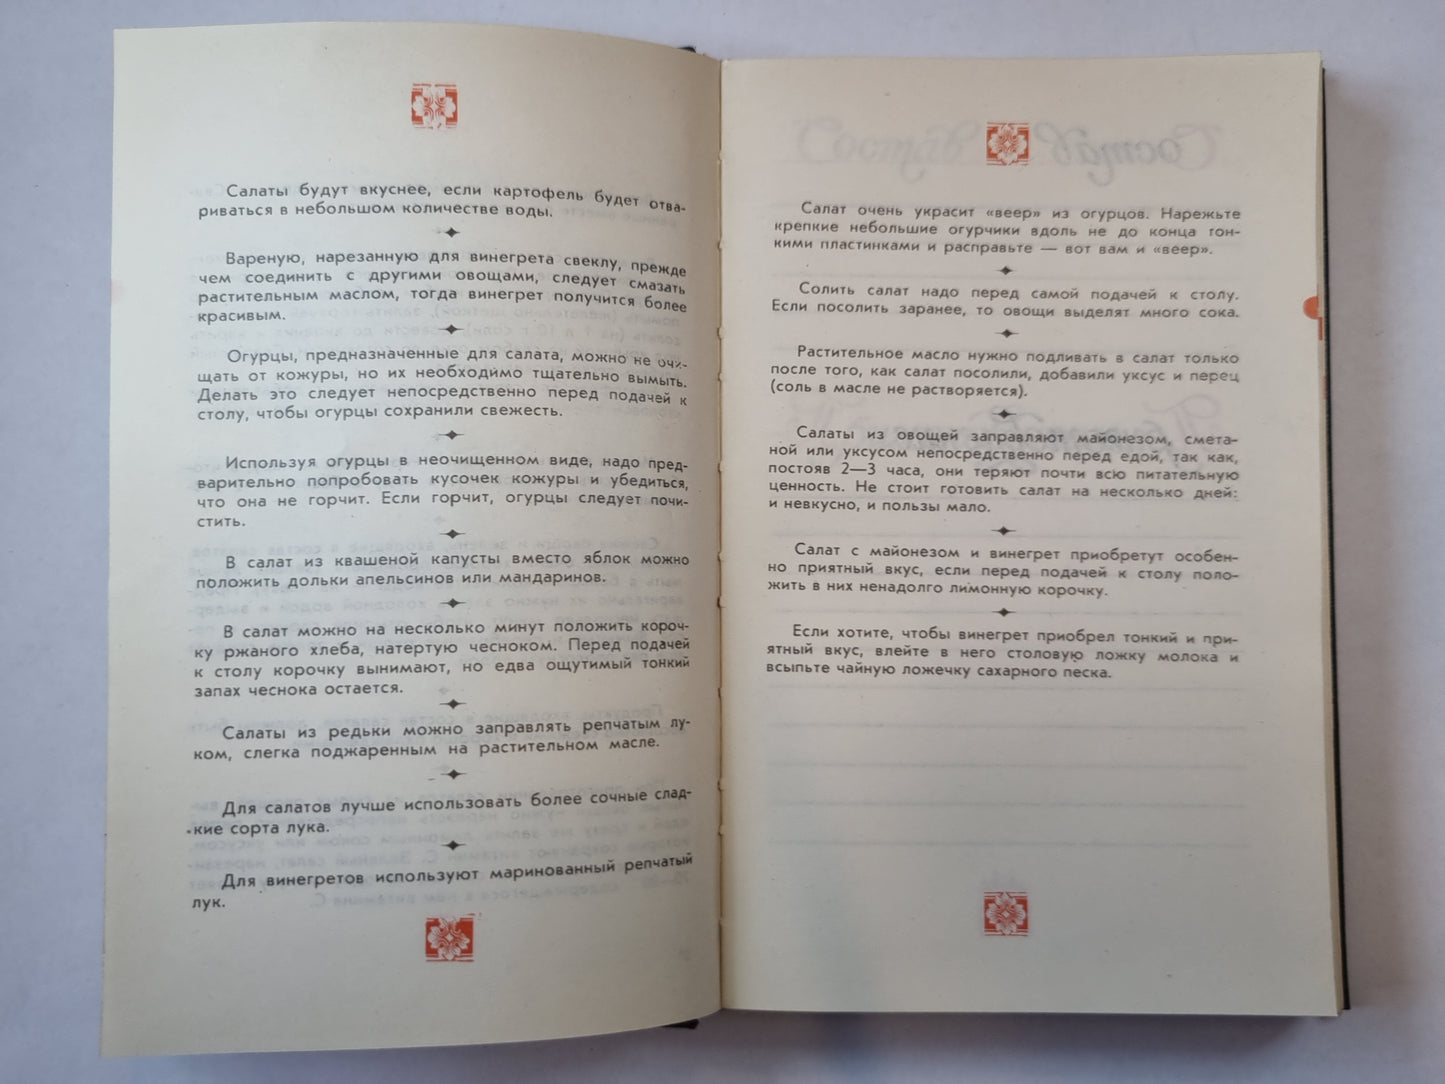 Салаты будут вкуснее, если картофель будет отва-
риваться в небольшом количестве воды.
Вареную, нарезанную для винегрета свеклу, прежде
чем соединить с другими овощами, следует смазать
растительным маслом, тогда винегрет получится более
красивым.
Огурцы, предназначенные для салата, можно не очи-
щать от кожуры, но их необходимо тщательно вымыть.
Делать это следует непосредственно перед подачей к
столу, чтобы огурцы сохранили свежесть.
Используя огурцы в неочищенном виде, надо пред-
варительно попробовать кусочек кожуры и убедиться,
что она не горчит. Если горчит, огурцы следует почи-
стить.
В салат из квашеной капусты вместо яблок можно
положить дольки апельсинов или мандаринов.
В салат можно на несколько минут положить короч-
ку ржаного хлеба, натертую чесноком. Перед подачей
к столу корочку вынимают, но едва ощутимый тонкий
запах чеснока остается.
Салаты из редьки можно заправлять репчатым лу-
ком, слегка поджаренным на растительном масле.
Для салатов лучше использовать более сочные слад-
кие сорта лука.
Для винегретов используют маринованный репчатый
лук.
Салат очень украсит «веер» из огурцов. Нарежьте
крепкие небольшие огурчики вдоль не до конца тон-
кими пластинками и расправьте — вот вам и «веер».
Солить салат надо перед самой подачей к столу.
Если посолить заранее, то овощи выделят много сока.
Растительное масло нужно подливать в салат только
после того, как салат посолили, добавили уксус и перец
(соль в масле не растворяется).
Салаты из овощей заправляют майонезом, смета-
ной или уксусом непосредственно перед едой, так как,
постояв 2—3 часа, они теряют почти всю питательную
ценность. Не стоит готовить салат на несколько дней:
и невкусно, и пользы мало.
Салат с майонезом и винегрет приобретут особен-
но приятный вкус, если перед подачей к столу поло-
жить в них ненадолго лимонную корочку.
Если хотите, чтобы винегрет приобрел тонкий и при-
ятный вкус, влейте в него столовую ложку молока и
всыпьте чайную ложечку сахарного песка.